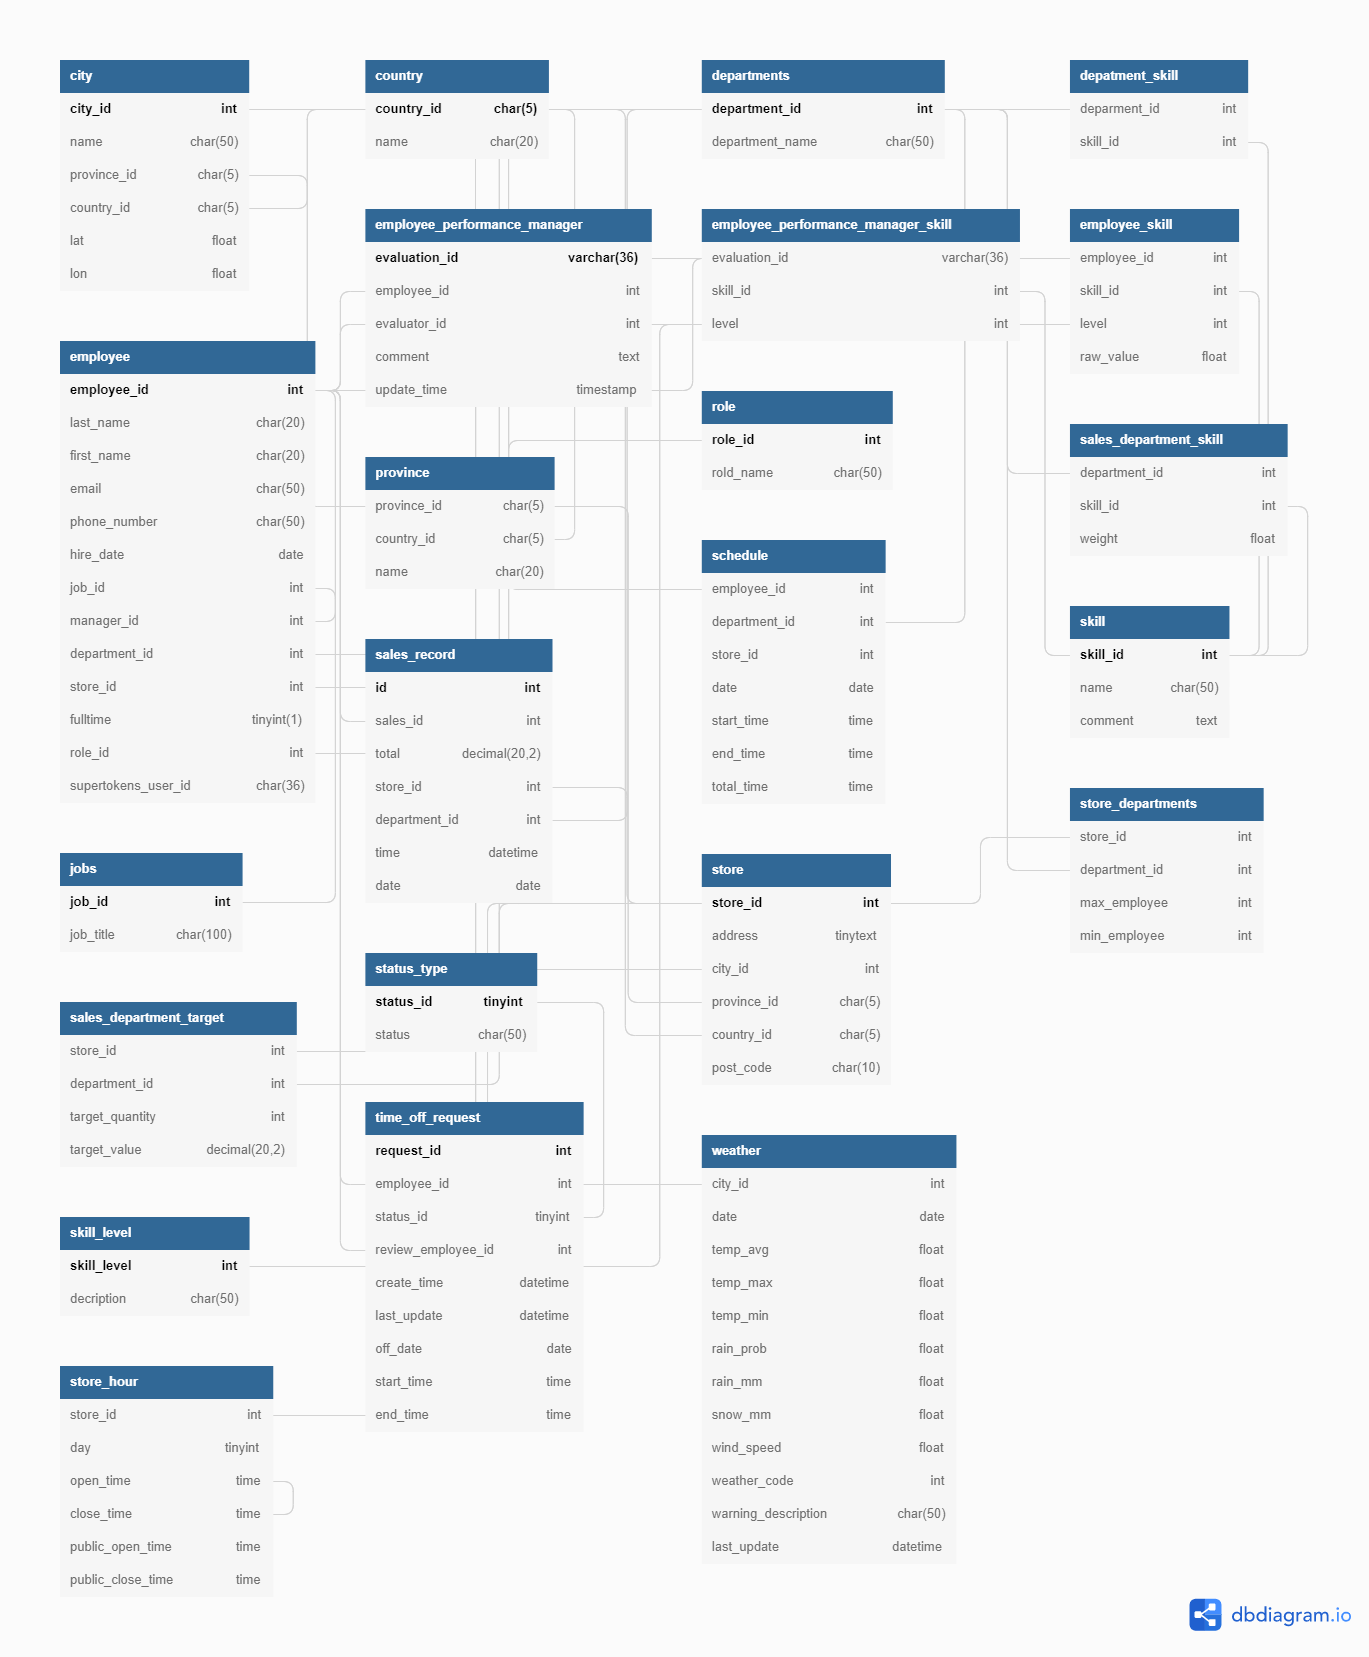 city
city_id int
name char(50)
province_id char(5)
country_id char(5)
lat float
lon float
employee
employee_id int
last_name char(20)
first_name char(20)
email char(50)
phone_number char(50)
hire_date date
job_id int
manager_id int
department_id int
store_id int
fulltime tinyint(1)
role_id int
supertokens_user_id char(36)
jobs
job_id int
job_title char(100)
sales_department_target
store_id int
department_id int
target_quantity int
target_value decimal(20,2)
skill_level
skill_level int
decription char(50)
store_hour
store_id int
day tinyint
open_time time
close_time time
public_open_time time
public_close_time time
country
country_id char(5)
name char(20)
employee_performance_manager
evaluation_id varchar(36)
employee_id int
evaluator_id int
comment text
update_time timestamp
province
province_id char(5)
country_id char(5)
name char(20)
sales_record
id int
sales_id int
total decimal(20,2)
store_id int
department_id int
time datetime
date date
status_type
status_id tinyint
status char(50)
time_off_request
request_id int
employee_id int
status_id tinyint
review_employee_id int
create_time datetime
last_update datetime
off_date date
start_time time
end_time time
departments
department_id int
department_name char(50)
employee_performance_manager_skill
evaluation_id varchar(36)
skill_id int
level int
role
role_id int
rold_name char(50)
schedule
employee_id int
department_id int
store_id int
date date
start_time time
end_time time
total_time time
store
store_id int
address tinytext
city_id int
province_id char(5)
country_id char(5)
post_code char(10)
weather
city_id int
date date
temp_avg float
temp_max float
temp_min float
rain_prob float
rain_mm float
snow_mm float
wind_speed float
weather_code int
warning_description char(50)
last_update datetime
depatment_skill
deparment_id int
skill_id int
employee_skill
employee_id int
skill_id int
level int
raw_value float
sales_department_skill
department_id int
skill_id int
weight float
skill
skill_id int
name char(50)
comment text
store_departments
store_id int
department_id int
max_employee int
min_employee int
dbdiagram.io